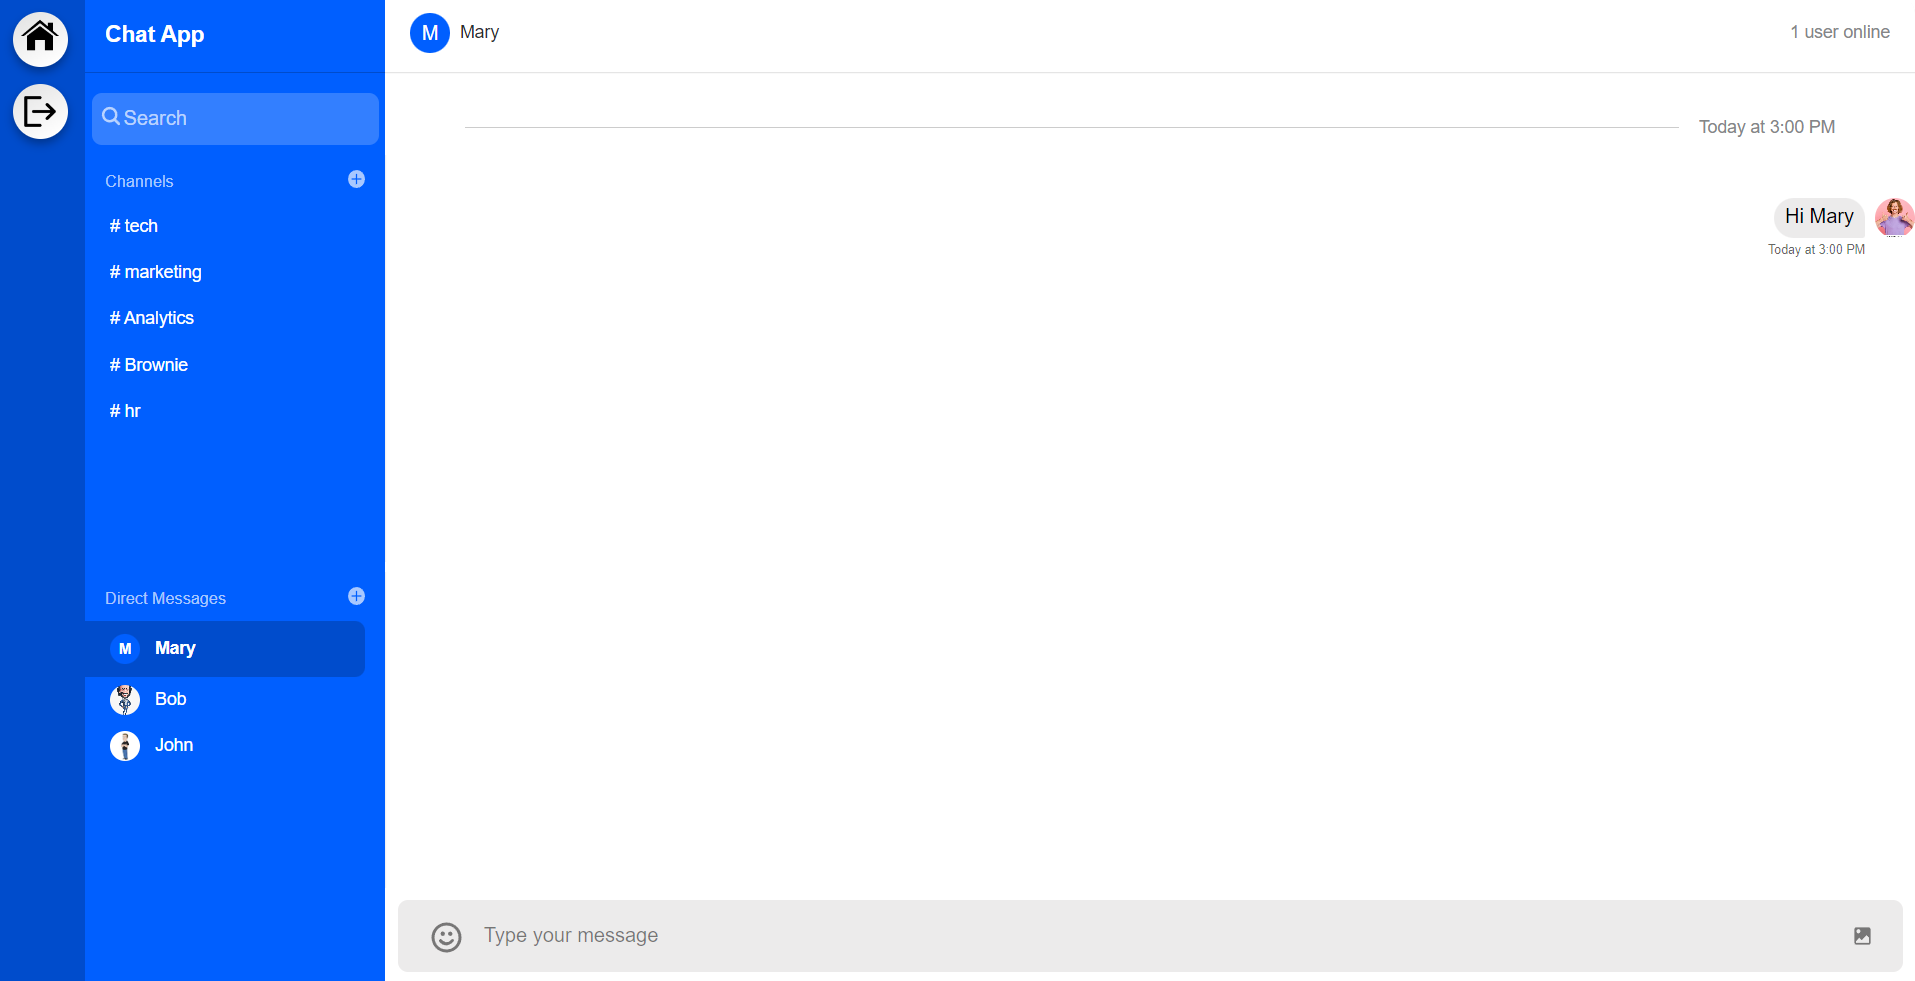 Chat App
Search
Channels
# tech
# marketing
# Analytics
# Brownie
# hr
Direct Messages
M Mary
Bob
John
M Mary
1 user online
Today at 3:00 PM
Hi Mary
Today at 3:00 PM
Type your message